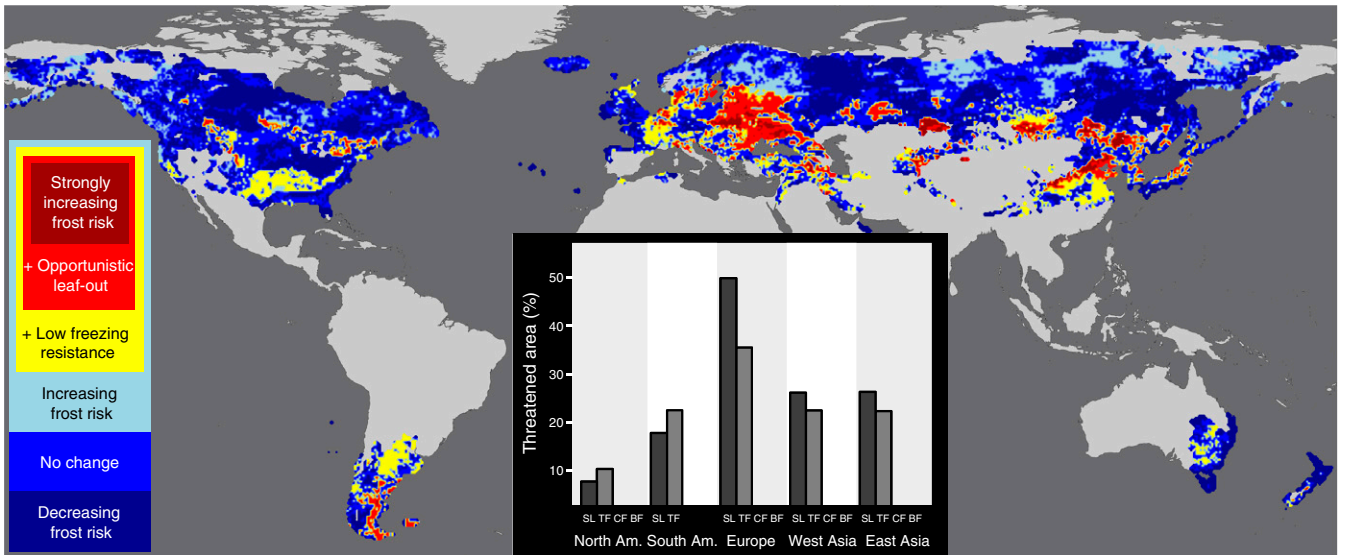 Strongly
increasing
frost risk
+ Opportunistic
leaf-out
+ Low freezing
resistance
Increasing
frost risk
No change
Decreasing
frost risk
Threatened area (%)
50
40
30
20
10
SL TF CF BF SL TF SL TF CF BF SL TF CF BF SL TF CF BF
North Am. South Am. Europe West Asia East Asia